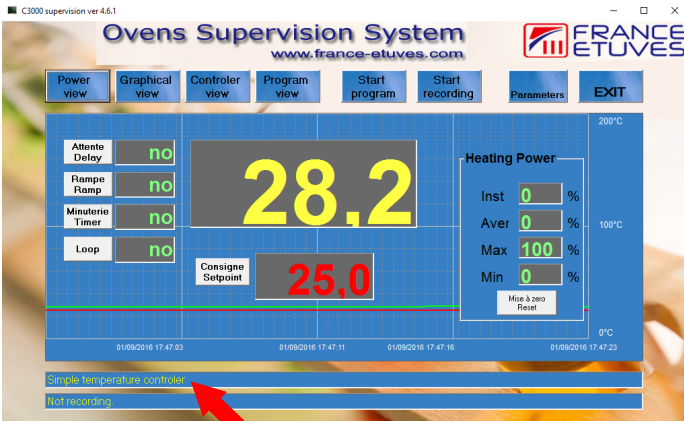 C3000 supervision ver 4.6.1
Ovens Supervision System
www.france-etuves.com
FRANCE
ETUVES
Power
view
Graphical
view
Controler
view
Program
view
Start
program
Start
recording
Parameters
EXIT
200°C
Attente
Delay
no
Rampe
Ramp
no
Minuterie
Timer
no
Loop
no
28,2
Consigne
Setpoint
25,0
Heating Power
Inst 0 %
Aver 0 %
Max 100 %
Min 0 %
Mise à zero
Reset
100°C
0°C
01/09/2016 17:47:03
01/09/2016 17:47:11
01/09/2016 17:47:16
01/09/2016 17:47:23
Simple temperature controler
Not recording.